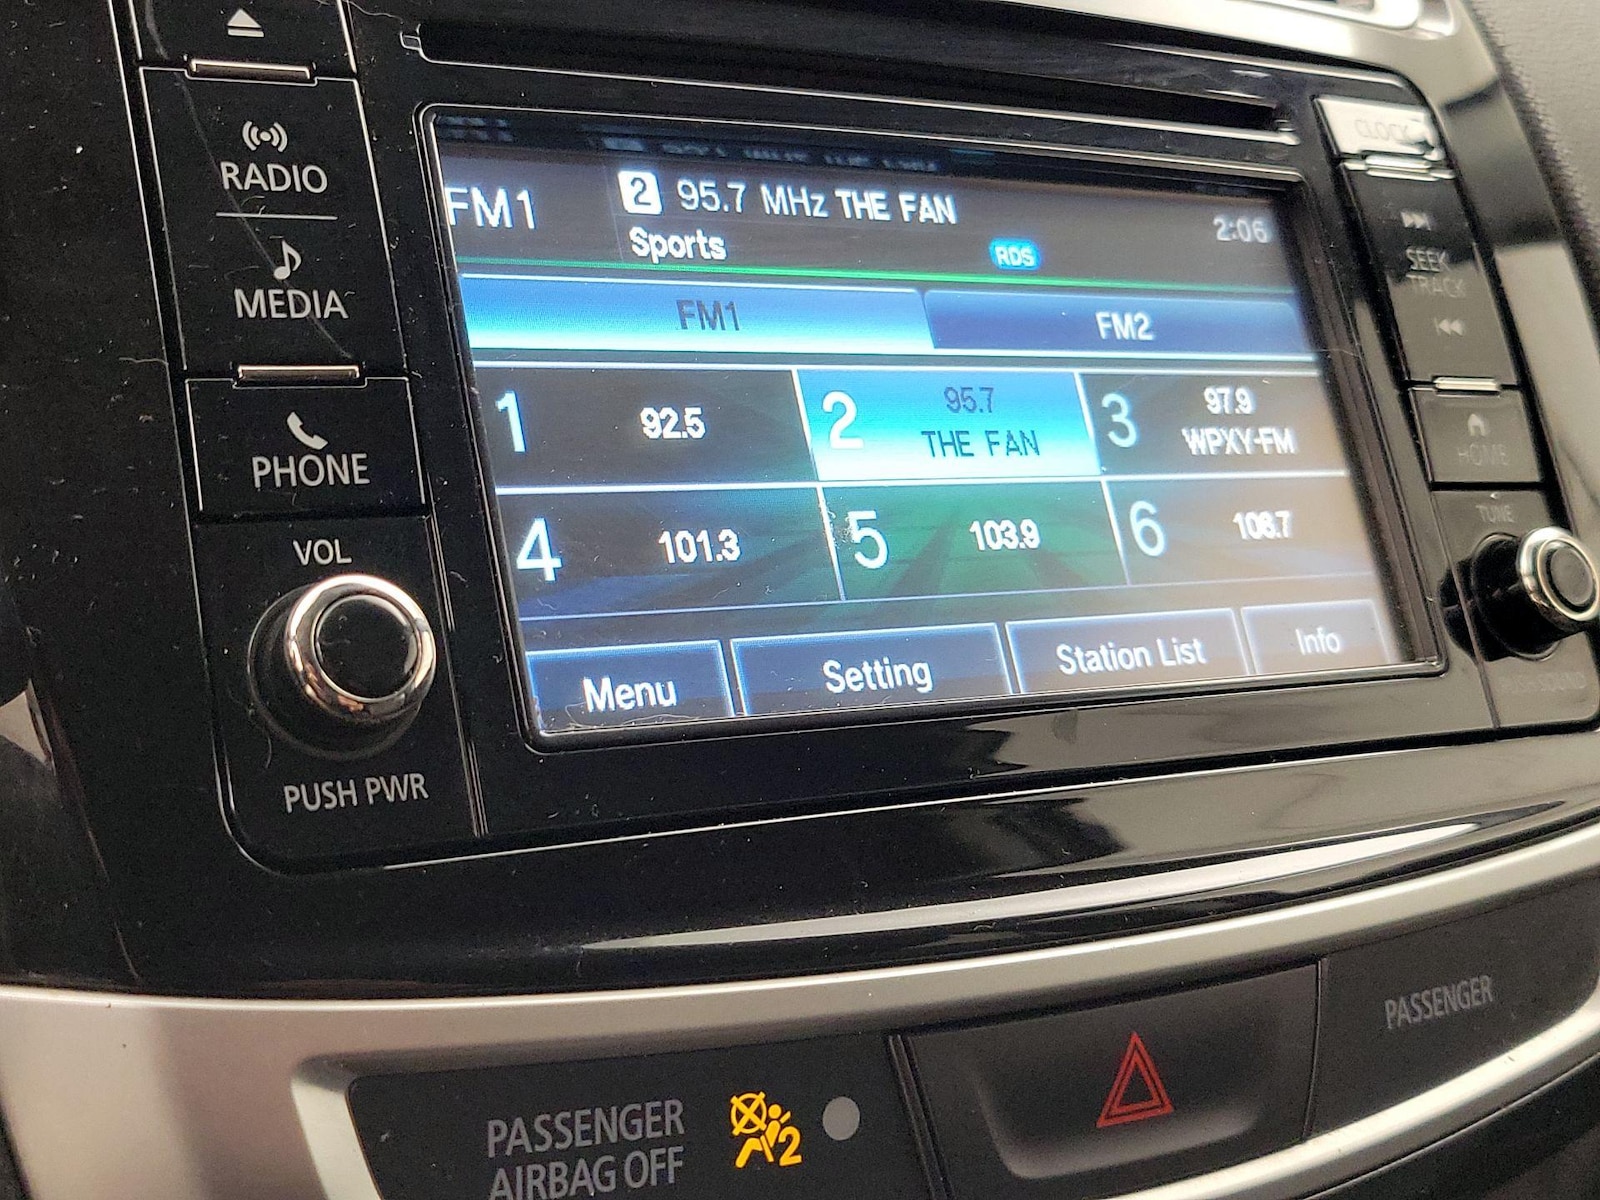 RADIO
MEDIA
PHONE
VOL
PUSH PWR
FM1
2 95.7 MHz THE FAN
Sports
RDS
2:06
FM1
FM2
1 92.5
2 95.7
THE FAN
3 97.9
WPXY-FM
4 101.3
5 103.9
6 106.7
Menu
Setting
Station List
Info
CLOCK
SEEK
TRACK
HOME
TUNE
PASSENGER
AIRBAG OFF
2
PASSENGER